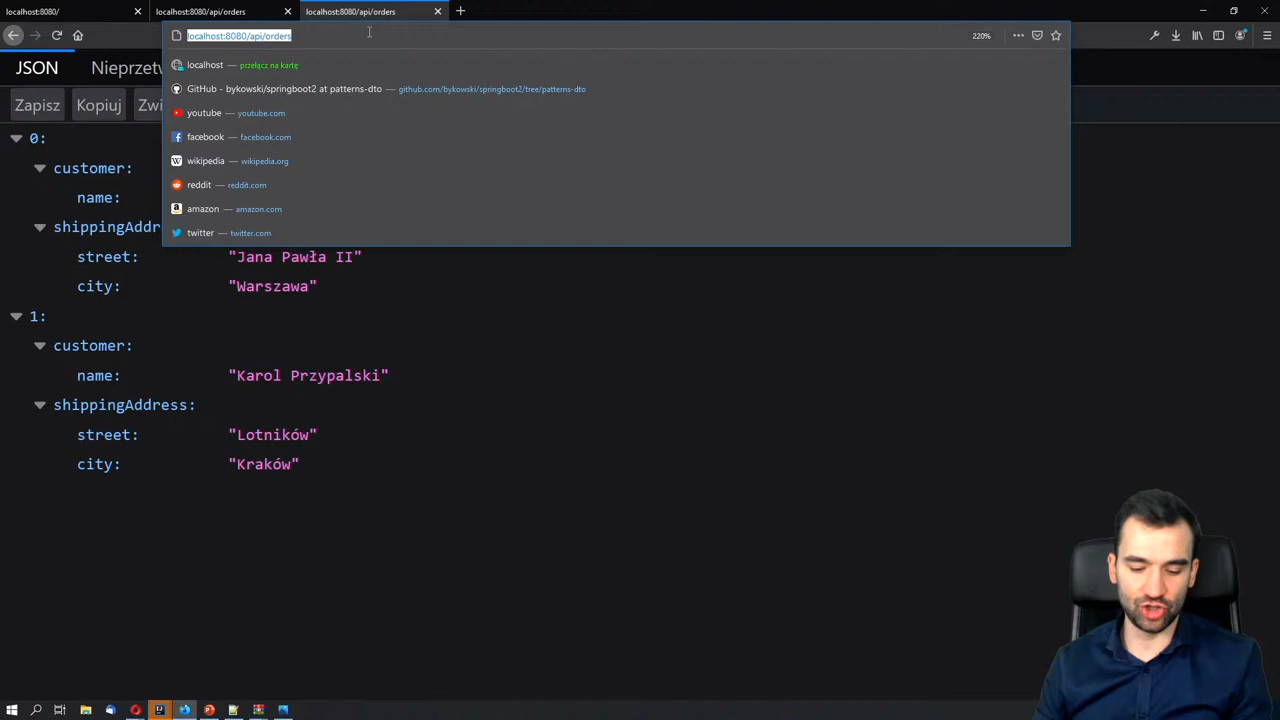 localhost:8080/
localhost:8080/api/orders
localhost:8080/api/orders
localhost:8080/api/orders
220%
localhost — przełącz na kartę
GitHub - bykowski/springboot2 at patterns-dto — github.com/bykowski/springboot2/tree/patterns-dto
youtube — youtube.com
facebook — facebook.com
wikipedia — wikipedia.org
reddit — reddit.com
amazon — amazon.com
twitter — twitter.com
JSON Nieprzetw
Zapisz Kopiuj Zwi
0:
customer:
name:
shippingAddr
street: "Jana Pawła II"
city: "Warszawa"
1:
customer:
name: "Karol Przypalski"
shippingAddress:
street: "Lotników"
city: "Kraków"